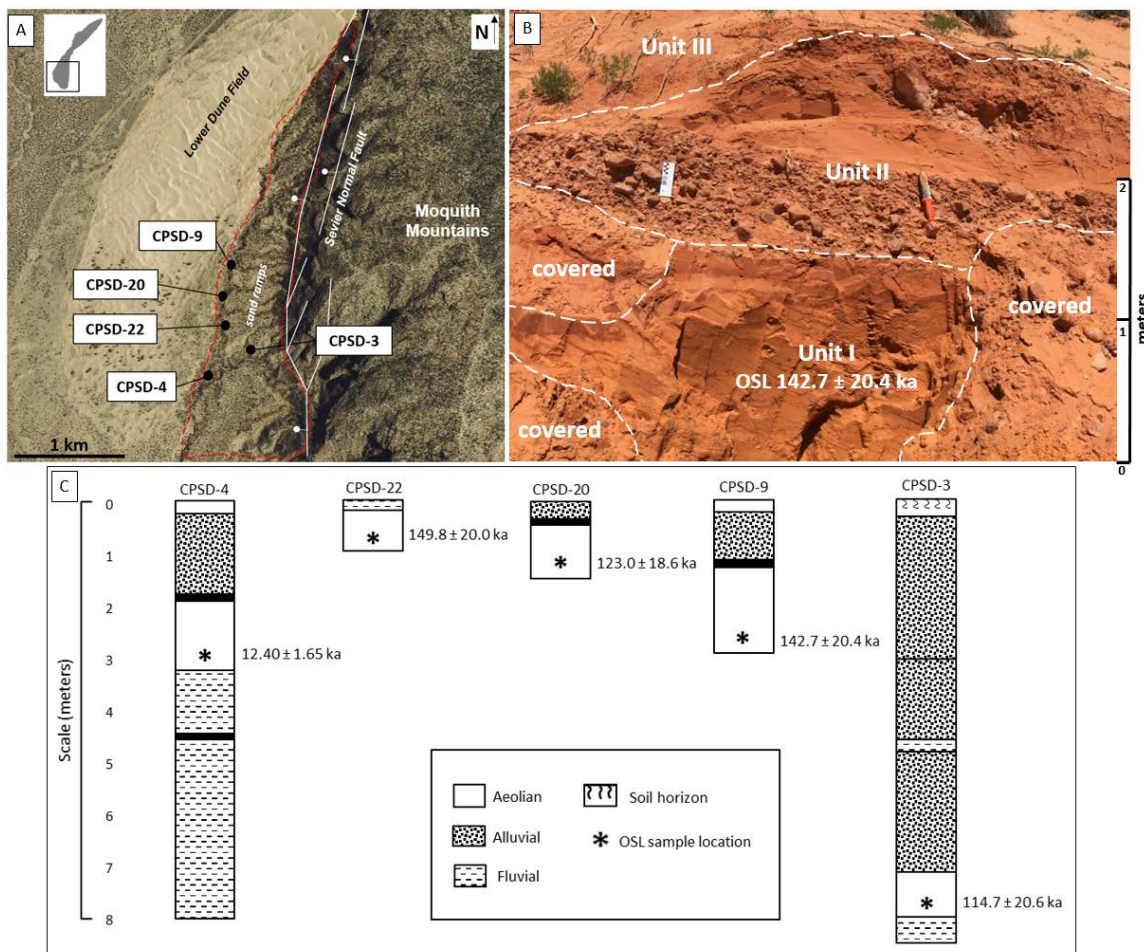 A
N
Lower Dune Field
Sevier Normal Fault
Moquith
Mountains
sand ramps
CPSD-9
CPSD-20
CPSD-22
CPSD-3
CPSD-4
1 km
B
Unit III
Unit II
covered
covered
Unit I
OSL 142.7 ± 20.4 ka
covered
2
1
0
meters
C
CPSD-4
CPSD-22
CPSD-20
CPSD-9
CPSD-3
Scale (meters)
0
1
2
3
4
5
6
7
8
149.8 ± 20.0 ka
123.0 ± 18.6 ka
142.7 ± 20.4 ka
12.40 ± 1.65 ka
114.7 ± 20.6 ka
Aeolian
Alluvial
Fluvial
Soil horizon
* OSL sample location